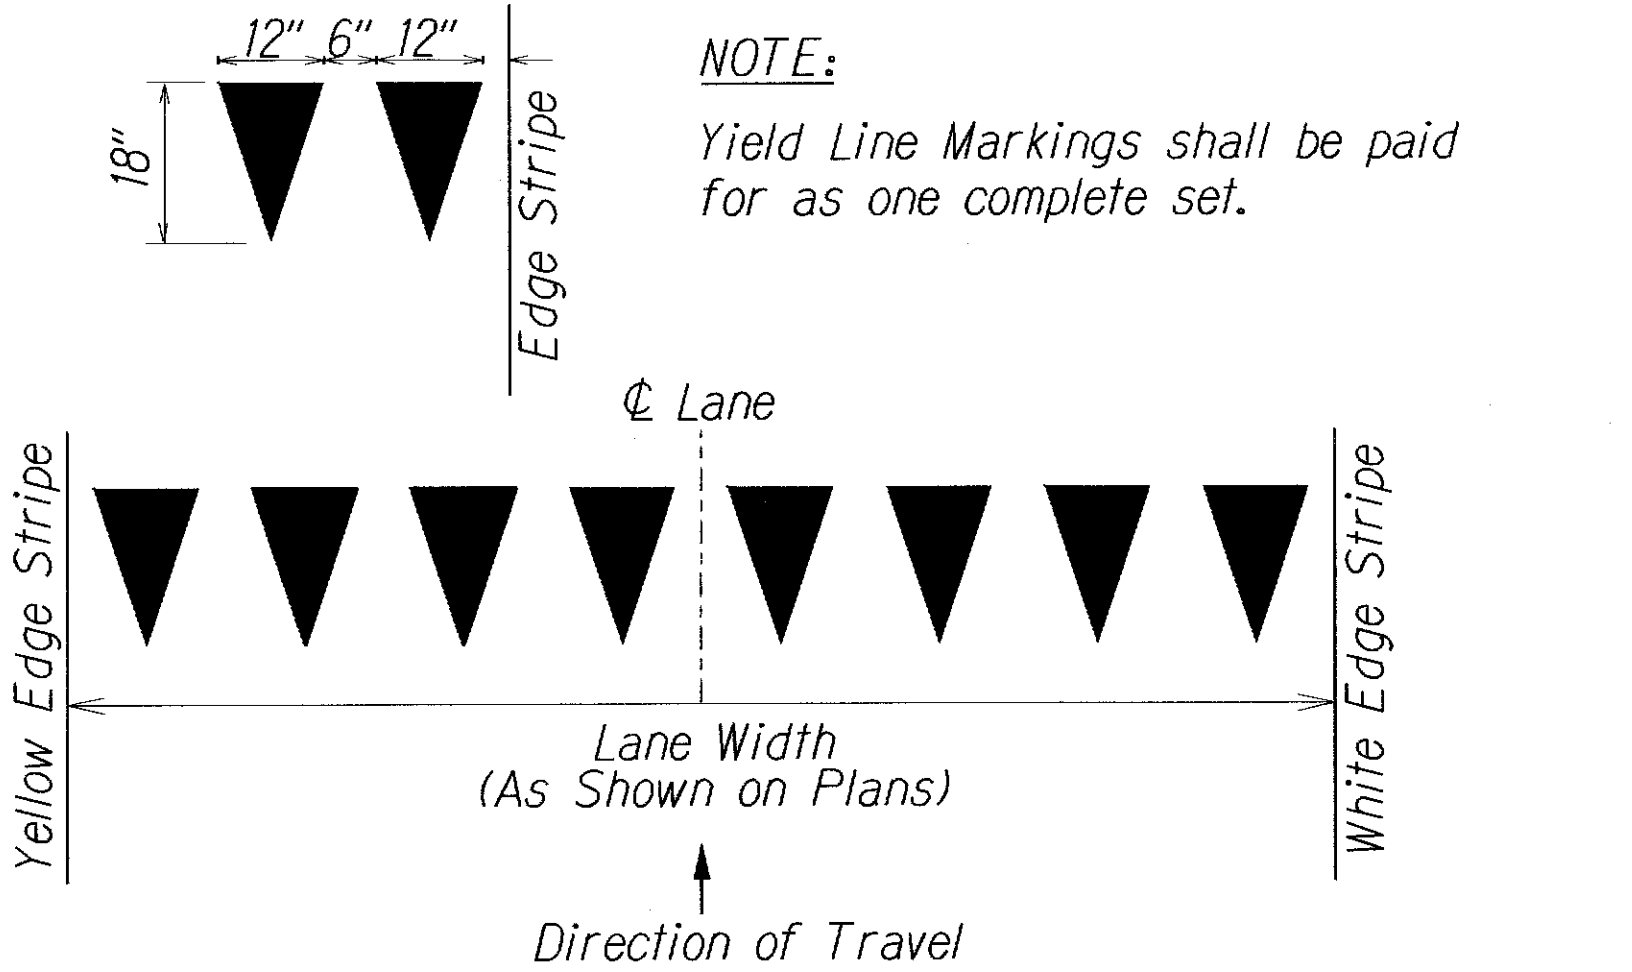 12" 6" 12"
18"
Edge Stripe
NOTE:
Yield Line Markings shall be paid
for as one complete set.
℄ Lane
Yellow Edge Stripe
White Edge Stripe
Lane Width
(As Shown on Plans)
Direction of Travel